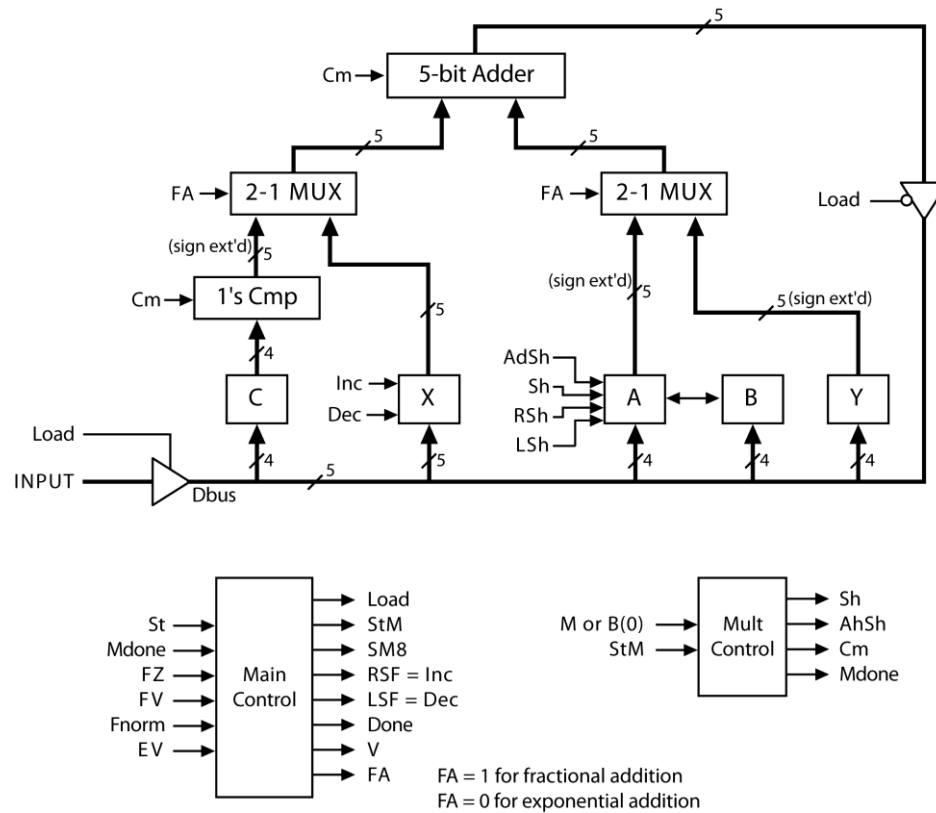 5
Cm
5-bit Adder
5
5
FA
2-1 MUX
FA
2-1 MUX
Load
(sign ext'd)
5
(sign ext'd)
5
5 (sign ext'd)
Cm
1's Cmp
5
4
AdSh
Inc
Sh
C
X
A
B
Y
Dec
RSh
LSh
Load
4
5
4
4
4
INPUT
Dbus
5
Load
St
StM
M or B(0)
Sh
Mdone
SM8
Mult
AhSh
FZ
Main
RSF = Inc
StM
Control
Cm
FV
Control
LSF = Dec
Mdone
Fnorm
Done
EV
V
FA
FA = 1 for fractional addition
FA = 0 for exponential addition